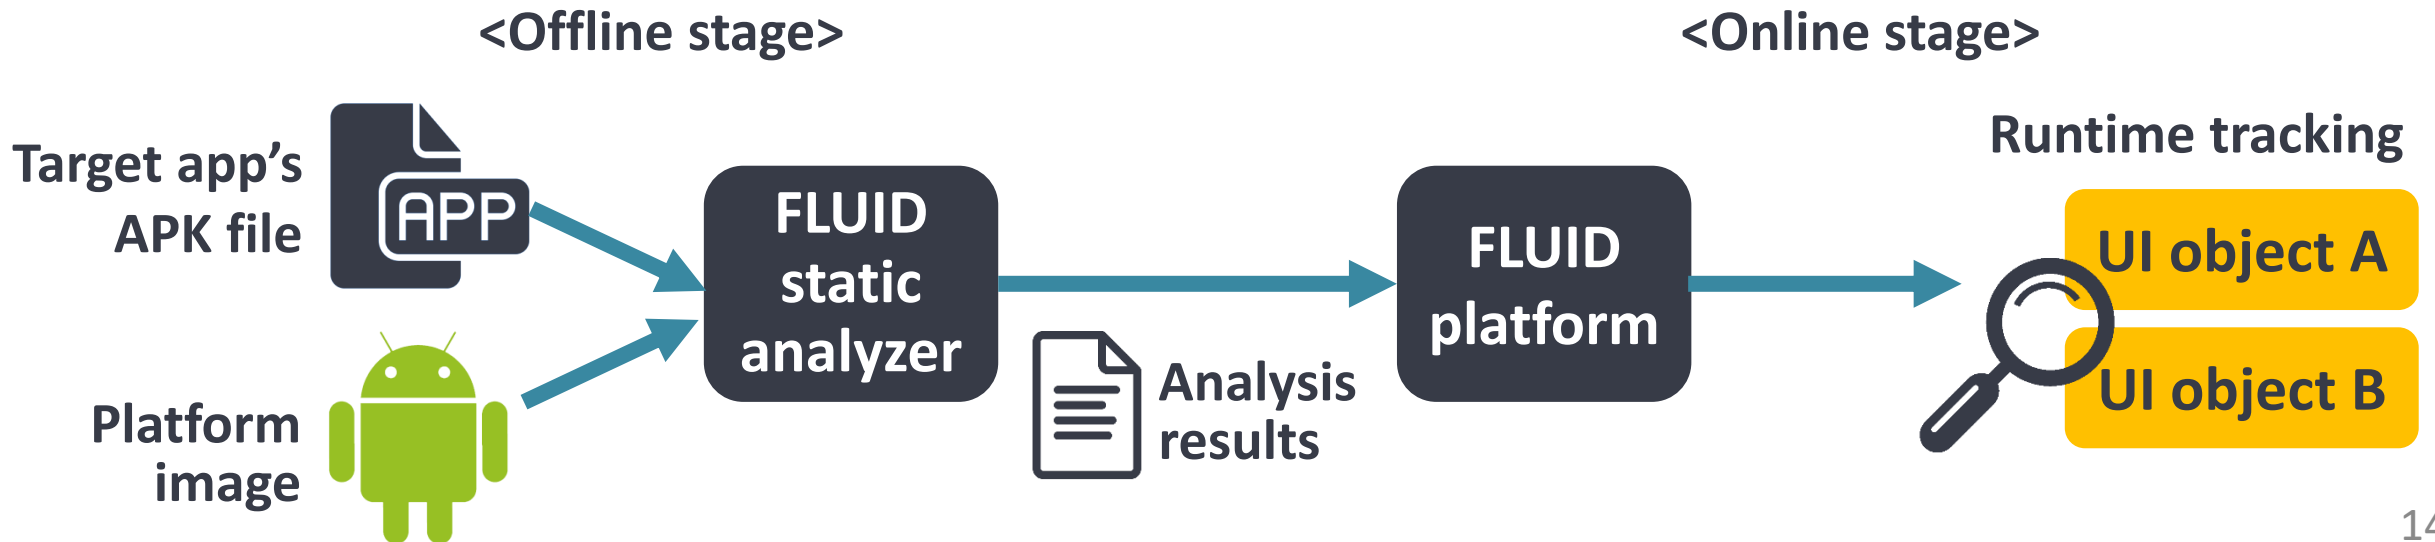 <Offline stage>
<Online stage>
Target app's
APK file
APP
Platform
image
FLUID
static
analyzer
Analysis
results
FLUID
platform
Runtime tracking
UI object A
UI object B
14